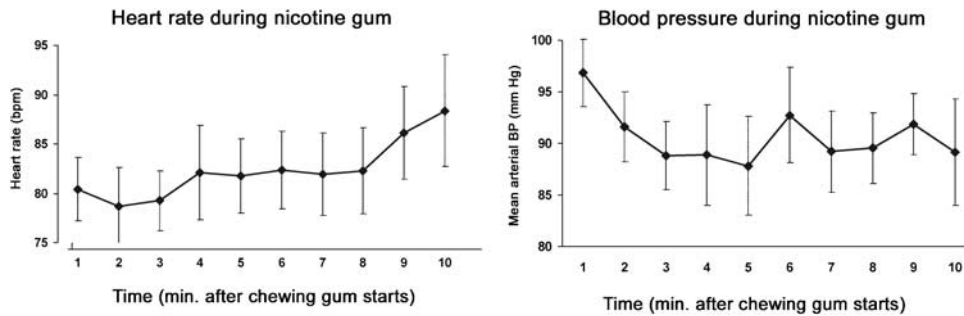 Heart rate during nicotine gum
95
90
85
80
75
Heart rate (bpm)
1 2 3 4 5 6 7 8 9 10
Time (min. after chewing gum starts)
Blood pressure during nicotine gum
100
95
90
85
80
Mean arterial BP (mm Hg)
1 2 3 4 5 6 7 8 9 10
Time (min. after chewing gum starts)